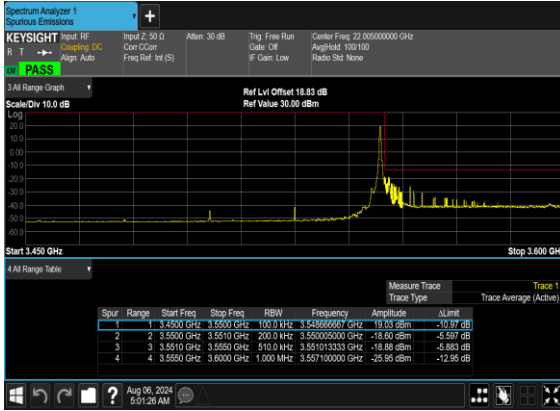 Spectrum Analyzer 1
Spurious Emissions
+
KEYSIGHT Input: RF Input Z: 50 Ω Atten: 30 dB Trig: Free Run Center Freq: 22.005000000 GHz
R T Coupling: DC Corr CCorr Gate: Off Avg|Hold: 100/100
Align: Auto Freq Ref: Int (S) IF Gain: Low Radio Std: None
PASS
3 All Range Graph
Ref Lvl Offset 18.83 dB
Scale/Div 10.0 dB Ref Value 30.00 dBm
Log
20.0
10.0
0.00
-10.0
-20.0
-30.0
-40.0
-50.0
-60.0
Start 3.450 GHz Stop 3.600 GH
4 All Range Table
Measure Trace Trace 1
Trace Type Trace Average (Active)
Spur Range Start Freq Stop Freq RBW Frequency Amplitude ΔLimit
1 1 3.4500 GHz 3.5500 GHz 100.0 kHz 3.548666667 GHz 19.03 dBm -10.97 dB
2 2 3.5500 GHz 3.5510 GHz 200.0 kHz 3.550005000 GHz -18.60 dBm -5.597 dB
3 3 3.5510 GHz 3.5550 GHz 510.0 kHz 3.551013333 GHz -18.88 dBm -5.883 dB
4 4 3.5550 GHz 3.6000 GHz 1.000 MHz 3.557100000 GHz -25.95 dBm -12.95 dB
? Aug 06, 2024
5:01:26 AM